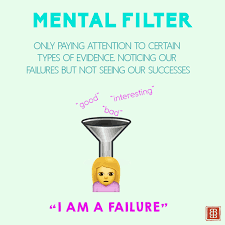 MENTAL FILTER
ONLY PAYING ATTENTION TO CERTAIN
TYPES OF EVIDENCE. NOTICING OUR
FAILURES BUT NOT SEEING OUR SUCCESSES
"good" "interesting"
"bad"
"I AM A FAILURE"